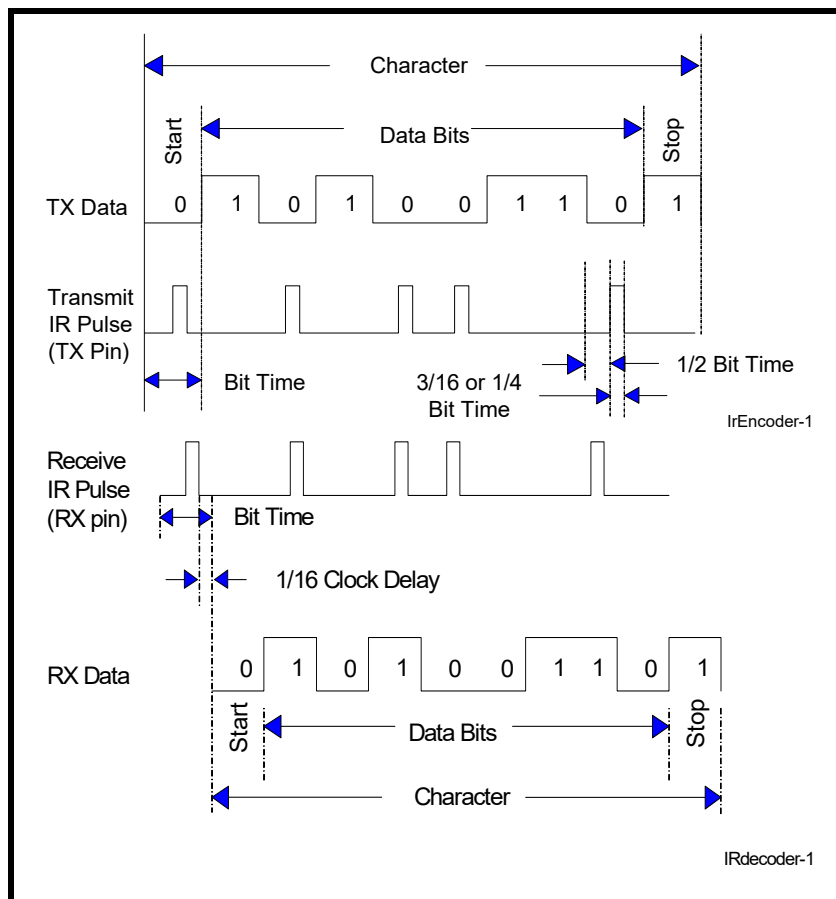 Character
Start
Data Bits
Stop
TX Data
0 1 0 1 0 0 1 1 0 1
Transmit
IR Pulse
(TX Pin)
Bit Time
3/16 or 1/4
Bit Time
1/2 Bit Time
IrEncoder-1
Receive
IR Pulse
(RX pin)
Bit Time
1/16 Clock Delay
RX Data
0 1 0 1 0 0 1 1 0 1
Start
Data Bits
Stop
Character
IRdecoder-1